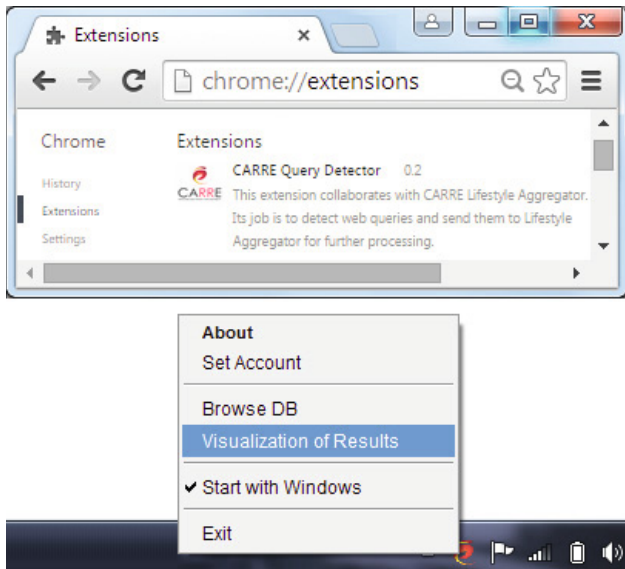 Extensions
chrome://extensions
Chrome
Extensions
CARRE Query Detector 0.2
History
CARRE
This extension collaborates with CARRE Lifestyle Aggregator.
Extensions
Its job is to detect web queries and send them to Lifestyle
Settings
Aggregator for further processing.
About
Set Account
Browse DB
Visualization of Results
Start with Windows
Exit